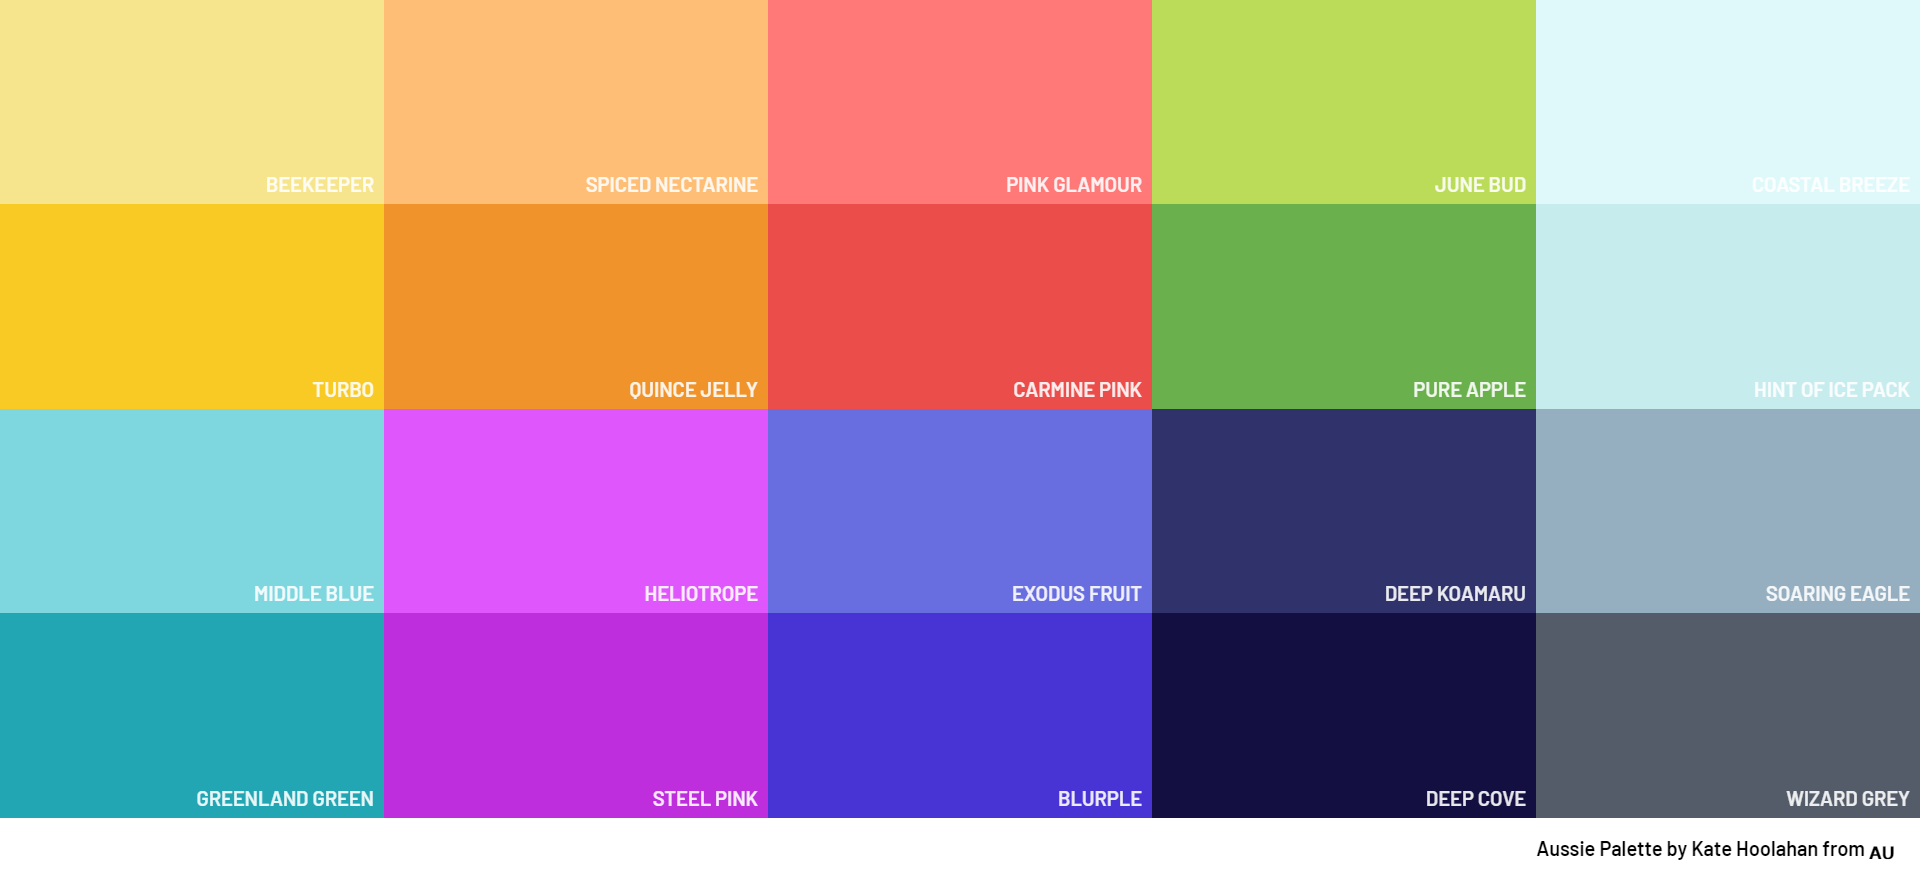 BEEKEEPER
SPICED NECTARINE
PINK GLAMOUR
JUNE BUD
COASTAL BREEZE
TURBO
QUINCE JELLY
CARMINE PINK
PURE APPLE
HINT OF ICE PACK
MIDDLE BLUE
HELIOTROPE
EXODUS FRUIT
DEEP KOAMARU
SOARING EAGLE
GREENLAND GREEN
STEEL PINK
BLURPLE
DEEP COVE
WIZARD GREY
Aussie Palette by Kate Hoolahan from AU